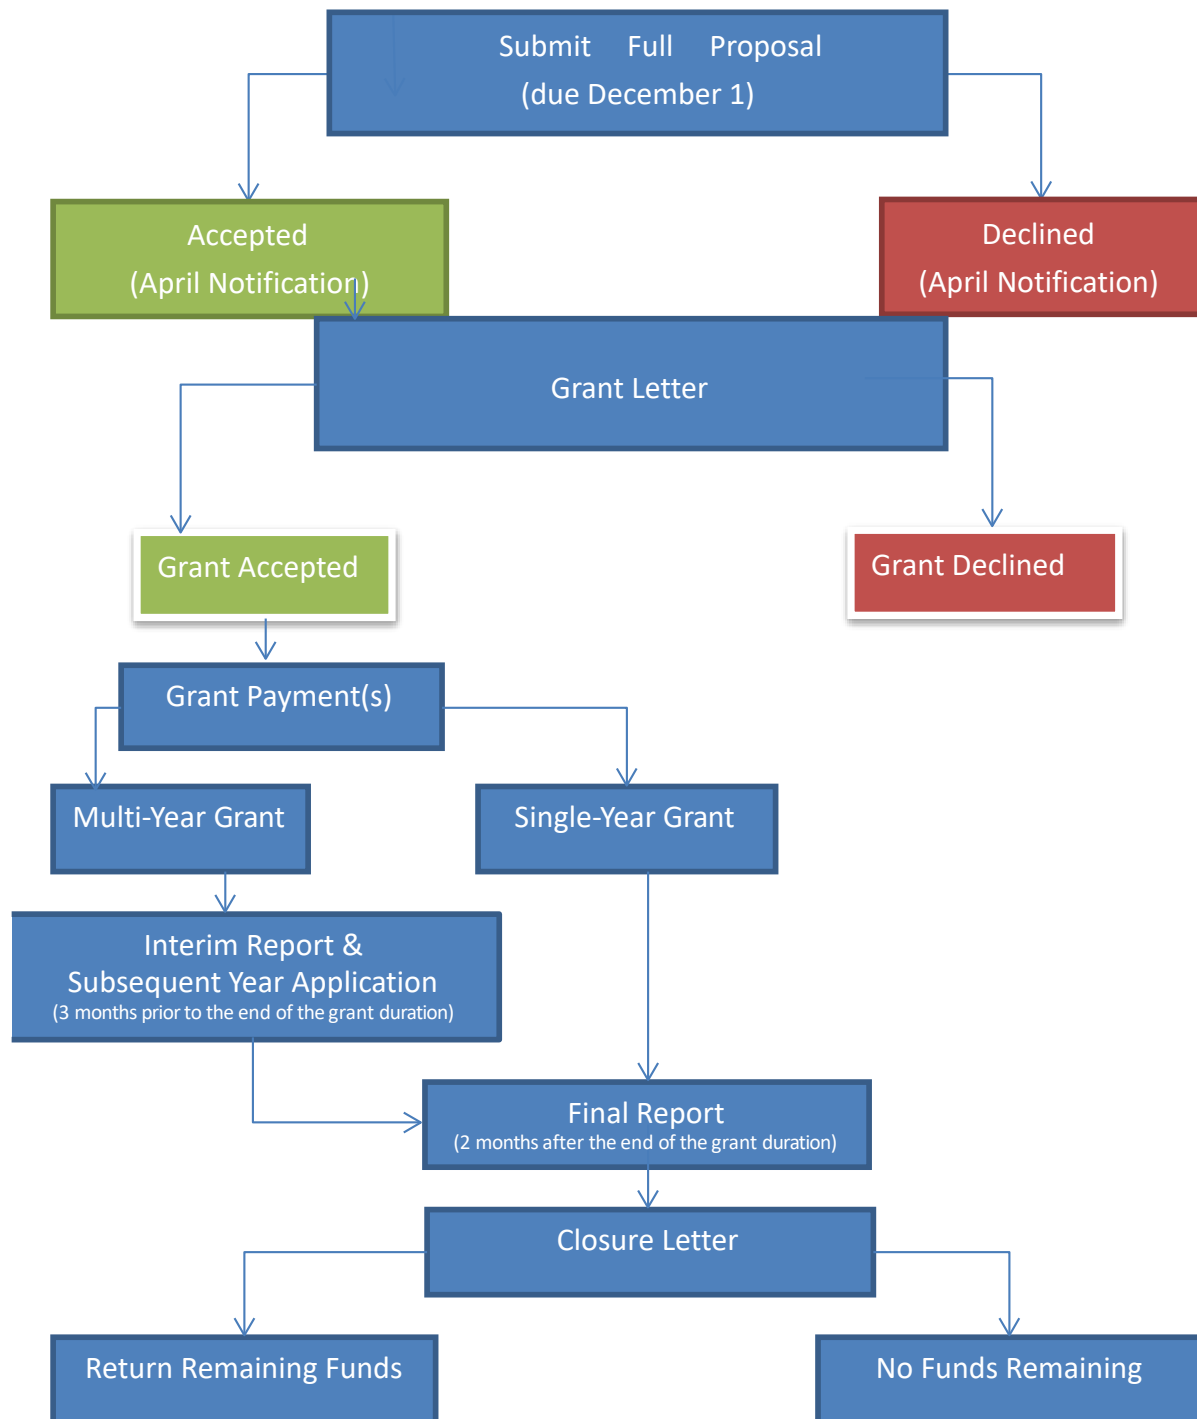 Submit Full Proposal
(due December 1)
Accepted
(April Notification)
Declined
(April Notification)
Grant Letter
Grant Accepted
Grant Declined
Grant Payment(s)
Multi-Year Grant
Single-Year Grant
Interim Report &
Subsequent Year Application
(3 months prior to the end of the grant duration)
Final Report
(2 months after the end of the grant duration)
Closure Letter
Return Remaining Funds
No Funds Remaining